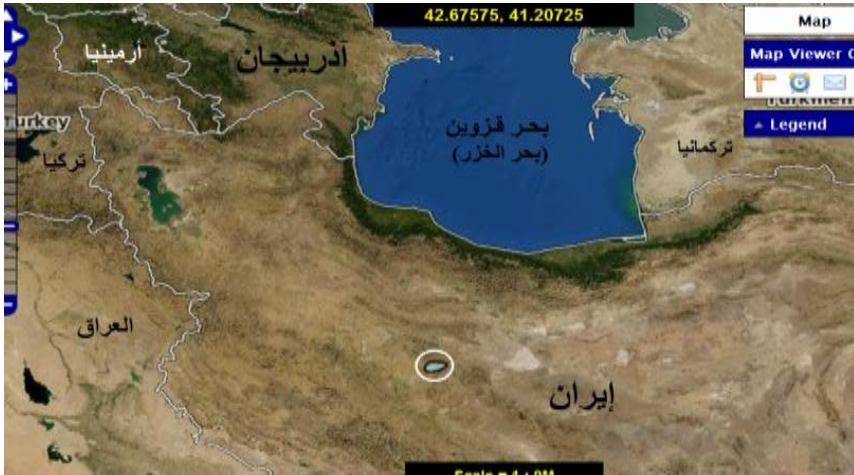 42.67575, 41.20725
Map
Map Viewer
Legend
Turkey
أرمينيا
آذربيجان
تركيا
بحر قزوين
(بحر الخزر)
تركمانيا
العراق
إيران